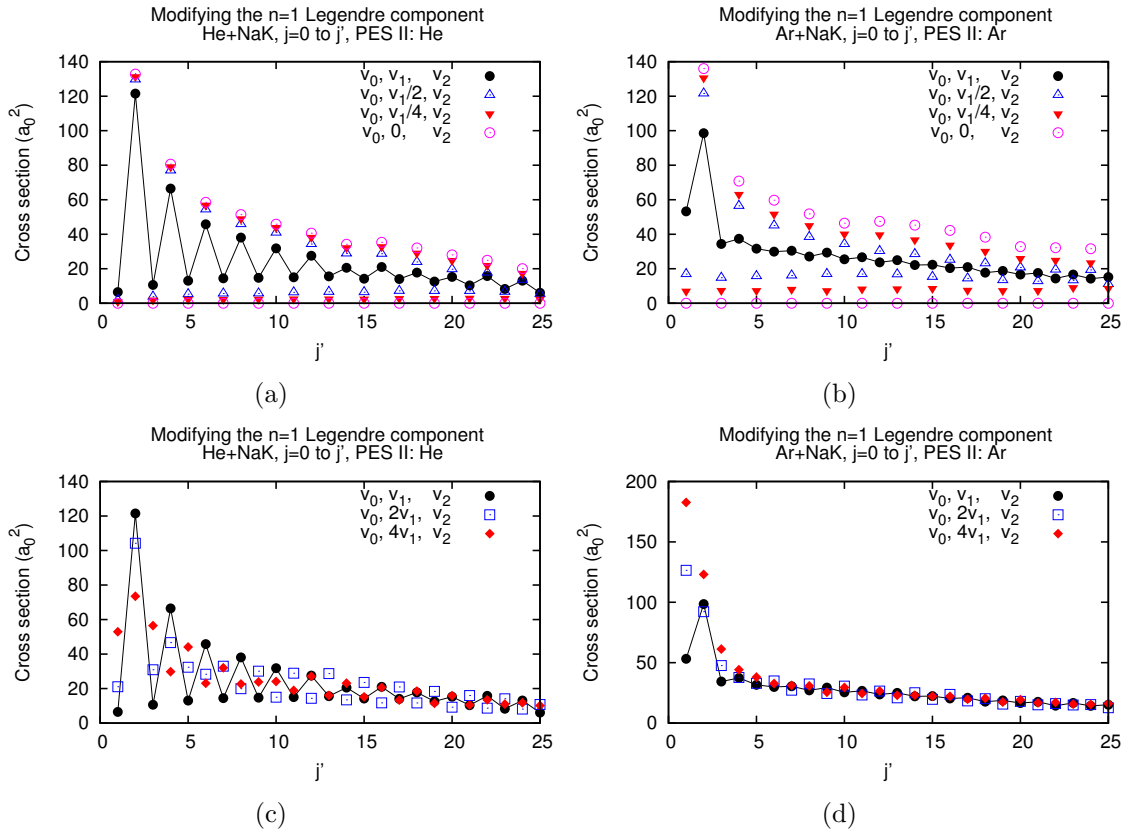 Modifying the n=1 Legendre component
He+NaK, j=0 to j', PES II: He
140
120
100
80
60
40
20
0
Cross section (a₀²)
v₀, v₁, v₂
v₀, v₁/2, v₂
v₀, v₁/4, v₂
v₀, 0, v₂
0 5 10 15 20 25
j'
(a)
Modifying the n=1 Legendre component
Ar+NaK, j=0 to j', PES II: Ar
140
120
100
80
60
40
20
0
Cross section (a₀²)
v₀, v₁, v₂
v₀, v₁/2, v₂
v₀, v₁/4, v₂
v₀, 0, v₂
0 5 10 15 20 25
j'
(b)
Modifying the n=1 Legendre component
He+NaK, j=0 to j', PES II: He
140
120
100
80
60
40
20
0
Cross section (a₀²)
v₀, v₁, v₂
v₀, 2v₁, v₂
v₀, 4v₁, v₂
0 5 10 15 20 25
j'
(c)
Modifying the n=1 Legendre component
Ar+NaK, j=0 to j', PES II: Ar
200
150
100
50
0
Cross section (a₀²)
v₀, v₁, v₂
v₀, 2v₁, v₂
v₀, 4v₁, v₂
0 5 10 15 20 25
j'
(d)